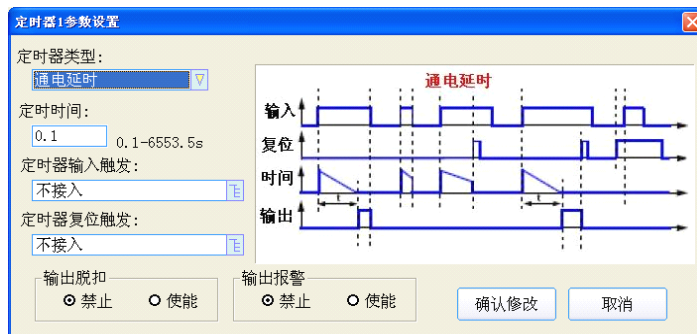 定时器1参数设置
定时器类型:
通电延时
定时时间:
0.1
0.1-6553.5s
定时器输入触发:
不接入
定时器复位触发:
不接入
通电延时
输入
复位
时间
t
t
输出
输出脱扣
禁止
使能
输出报警
禁止
使能
确认修改
取消